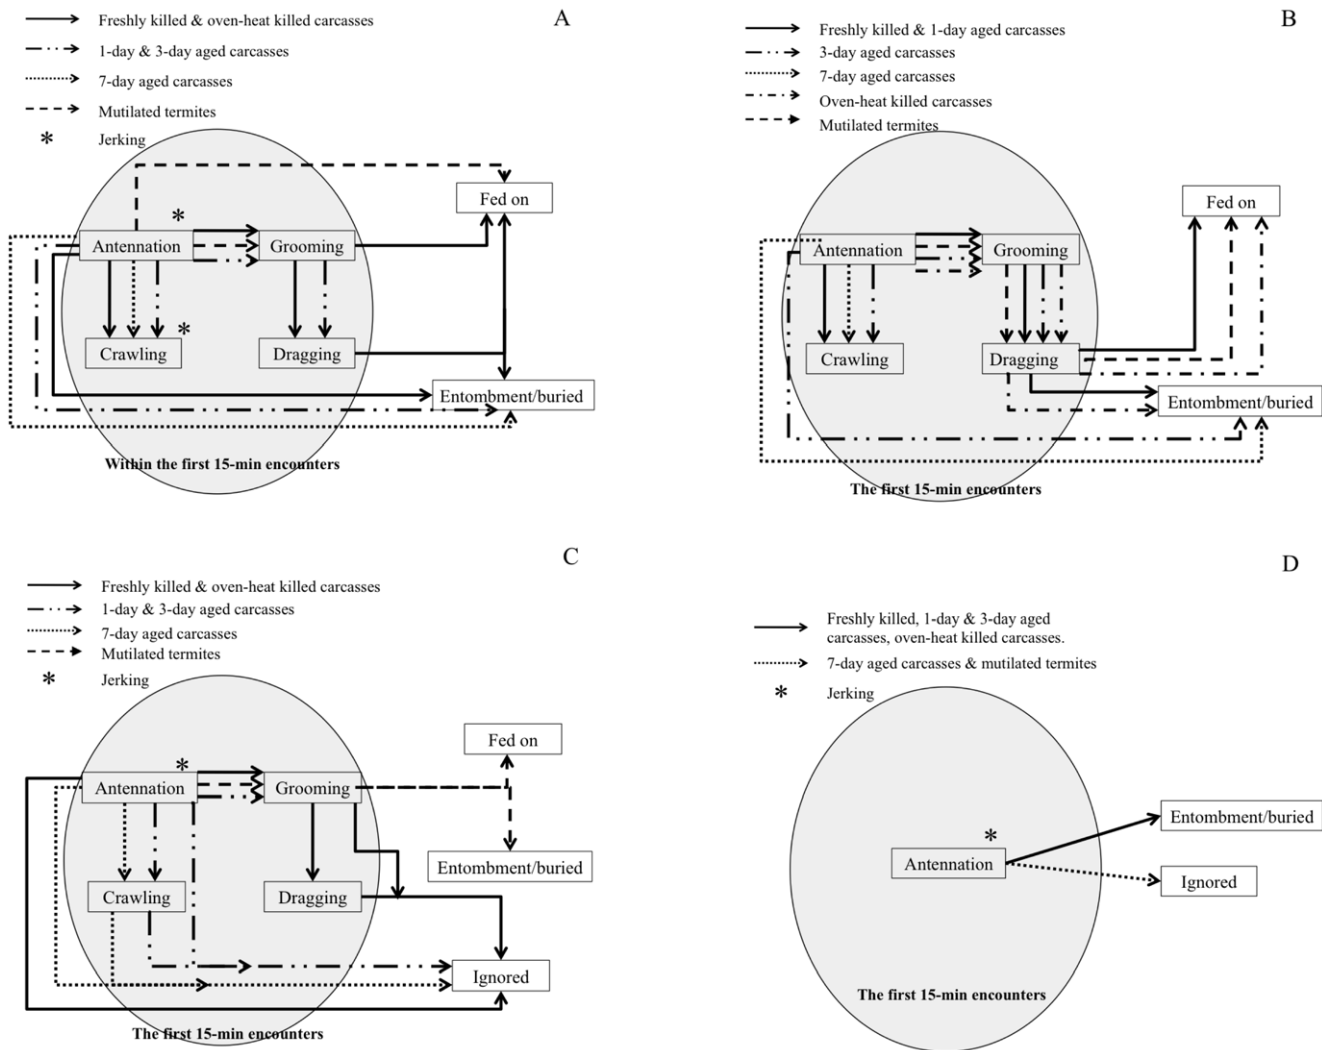 A
Freshly killed & oven-heat killed carcasses
1-day & 3-day aged carcasses
7-day aged carcasses
Mutilated termites
* Jerking
Fed on
*
Antennation
Grooming
*
Crawling
Dragging
Entombment/buried
Within the first 15-min encounters
B
Freshly killed & 1-day aged carcasses
3-day aged carcasses
7-day aged carcasses
Oven-heat killed carcasses
Mutilated termites
Fed on
Antennation
Grooming
Crawling
Dragging
Entombment/buried
The first 15-min encounters
C
Freshly killed & oven-heat killed carcasses
1-day & 3-day aged carcasses
7-day aged carcasses
Mutilated termites
* Jerking
Fed on
*
Antennation
Grooming
Entombment/buried
Crawling
Dragging
Ignored
The first 15-min encounters
D
Freshly killed, 1-day & 3-day aged
carcasses, oven-heat killed carcasses.
7-day aged carcasses & mutilated termites
* Jerking
Entombment/buried
*
Antennation
Ignored
The first 15-min encounters